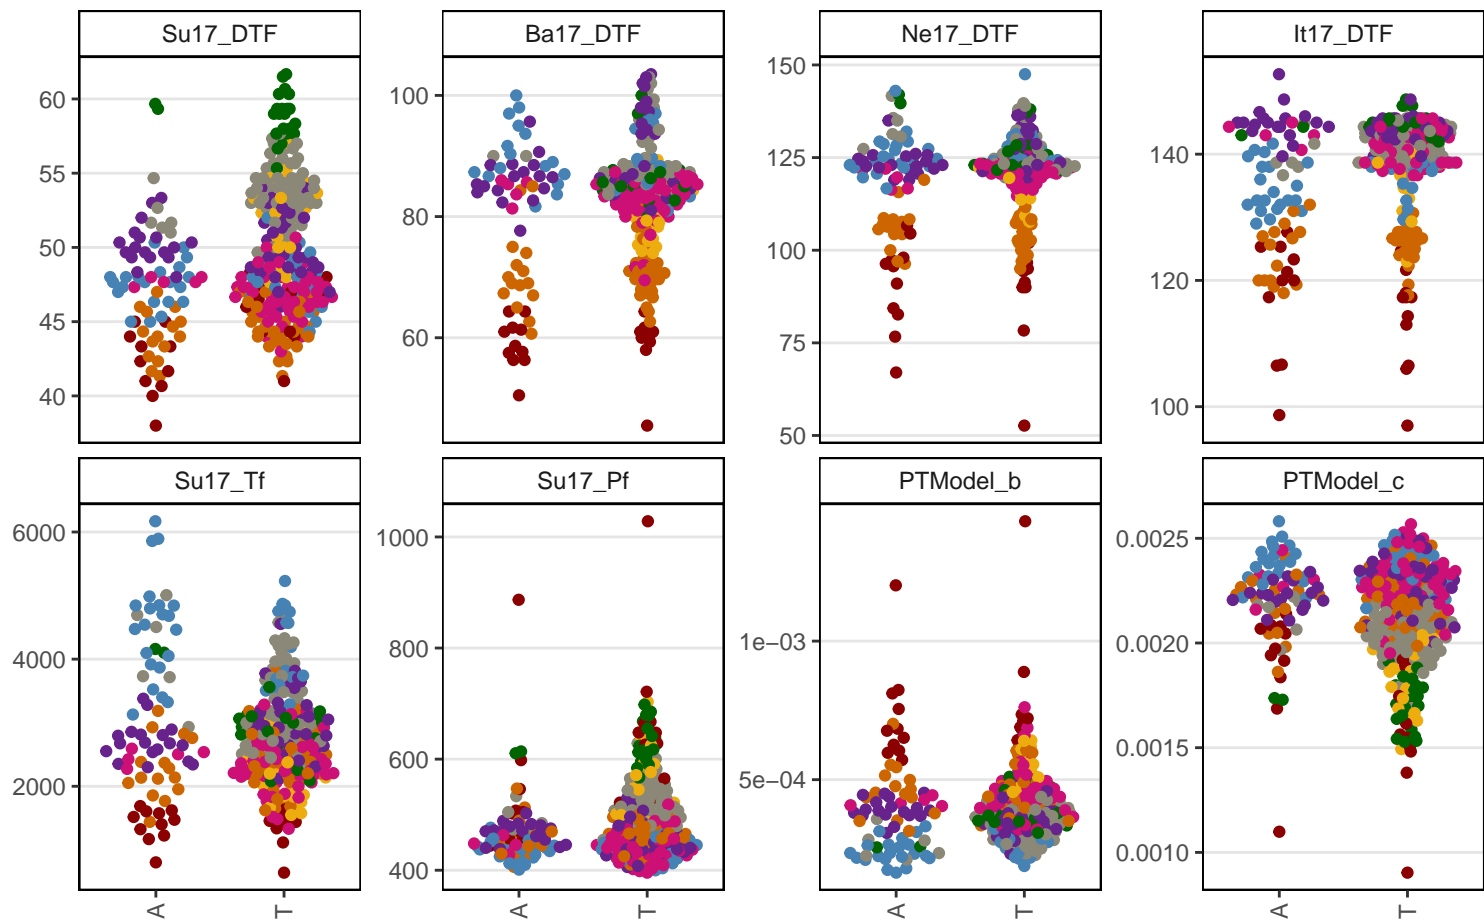 Su17_DTF
Ba17_DTF
Ne17_DTF
It17_DTF
60
55
50
45
40
100
80
60
150
125
100
75
50
140
120
100
Su17_Tf
Su17_Pf
PTModel_b
PTModel_c
6000
4000
2000
1000
800
600
400
1e−03
5e−04
0.0025
0.0020
0.0015
0.0010
A
T
A
T
A
T
A
T